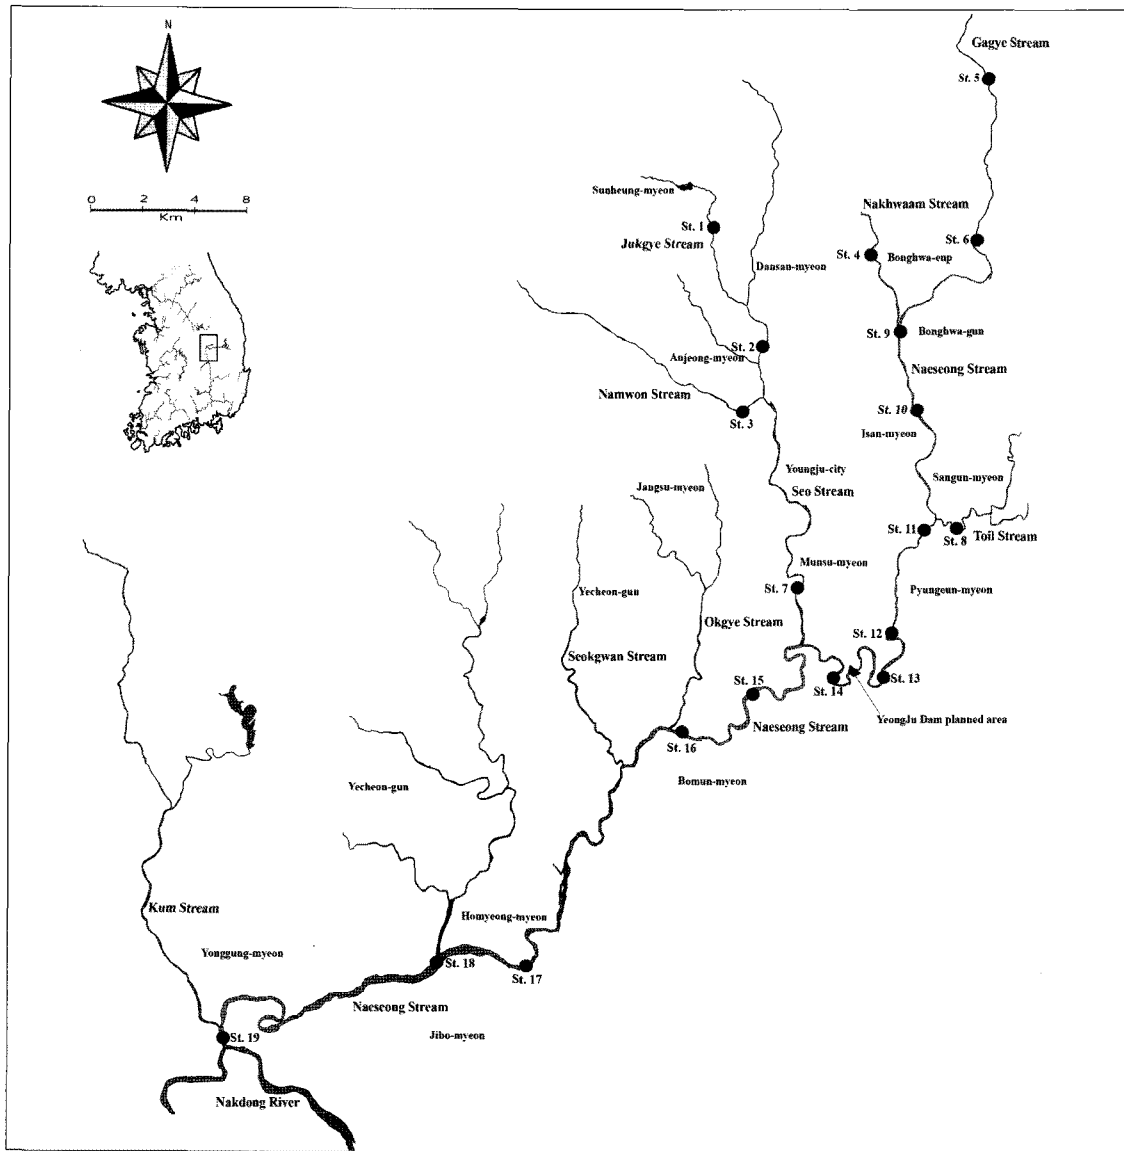 N
Gagye Stream
St. 5
0 2 4 8
Km
Sunheung-myeon
Nakhwaam Stream
St. 1
St. 6
Jukgye Stream
St. 4
Bonghwa-enp
Dansan-myeon
St. 9
Bonghwa-gun
St. 2
Anjeong-myeon
Naeseong Stream
Namwon Stream
St. 10
St. 3
Isan-myeon
Youngju-city
Sangun-myeon
Jangsu-myeon
Seo Stream
St. 11
St. 8
Toil Stream
Munsu-myeon
Yecheon-gun
St. 7
Pyungeun-myeon
Okgye Stream
St. 12
Seokgwan Stream
St. 15
St. 14
St. 13
YeongJu Dam planned area
Naeseong Stream
St. 16
Bomun-myeon
Yecheon-gun
Kum Stream
Homyeong-myeon
Yonggung-myeon
St. 18
St. 17
Naeseong Stream
Jibo-myeon
St. 19
Nakdong River